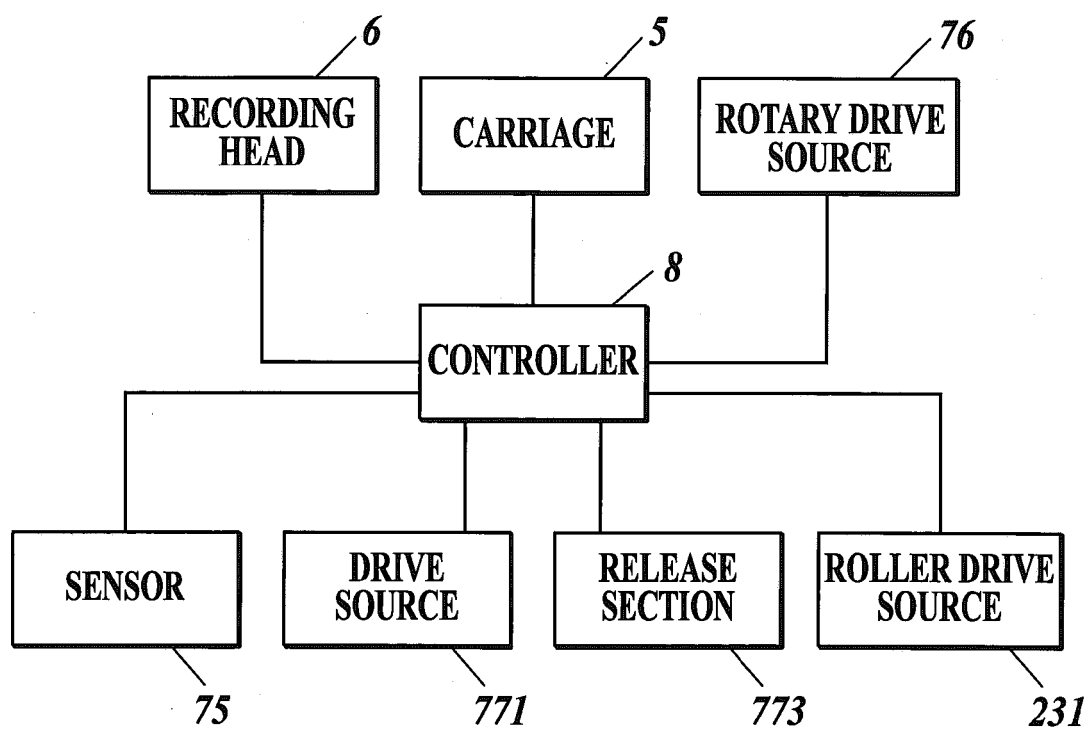 6
5
76
RECORDING
HEAD
CARRIAGE
ROTARY DRIVE
SOURCE
8
CONTROLLER
SENSOR
DRIVE
SOURCE
RELEASE
SECTION
ROLLER DRIVE
SOURCE
75
771
773
231